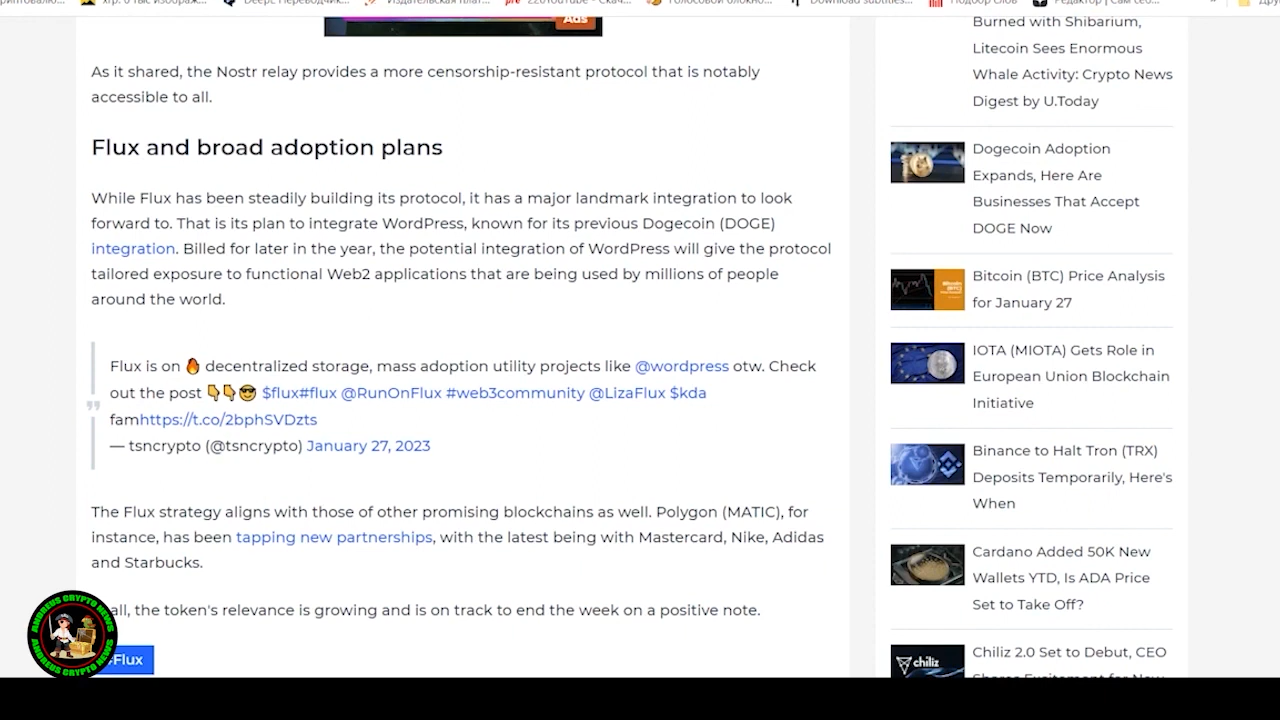 Ads
As it shared, the Nostr relay provides a more censorship-resistant protocol that is notably
accessible to all.
Flux and broad adoption plans
While Flux has been steadily building its protocol, it has a major landmark integration to look
forward to. That is its plan to integrate WordPress, known for its previous Dogecoin (DOGE)
integration. Billed for later in the year, the potential integration of WordPress will give the protocol
tailored exposure to functional Web2 applications that are being used by millions of people
around the world.
Flux is on 🔥 decentralized storage, mass adoption utility projects like @wordpress otw. Check
out the post 👇👇😎 $flux#flux @RunOnFlux #web3community @LizaFlux $kda
famhttps://t.co/2bphSVDzts
— tsncrypto (@tsncrypto) January 27, 2023
The Flux strategy aligns with those of other promising blockchains as well. Polygon (MATIC), for
instance, has been tapping new partnerships, with the latest being with Mastercard, Nike, Adidas
and Starbucks.
all, the token's relevance is growing and is on track to end the week on a positive note.
Flux
ANDREUS CRYPTO NEWS
ANDREUS CRYPTO NEWS
Burned with Shibarium,
Litecoin Sees Enormous
Whale Activity: Crypto News
Digest by U.Today
Dogecoin Adoption
Expands, Here Are
Businesses That Accept
DOGE Now
Bitcoin (BTC) Price Analysis
for January 27
IOTA (MIOTA) Gets Role in
European Union Blockchain
Initiative
Binance to Halt Tron (TRX)
Deposits Temporarily, Here's
When
Cardano Added 50K New
Wallets YTD, Is ADA Price
Set to Take Off?
chiliz
Chiliz 2.0 Set to Debut, CEO